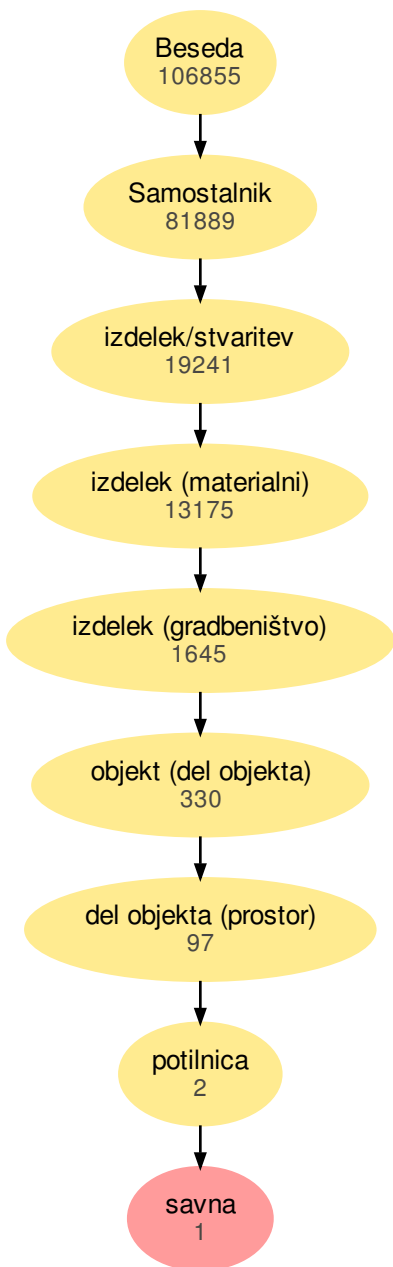 Beseda
106855
Samostalnik
81889
izdelek/stvaritev
19241
izdelek (materialni)
13175
izdelek (gradbeništvo)
1645
objekt (del objekta)
330
del objekta (prostor)
97
potilnica
2
savna
1